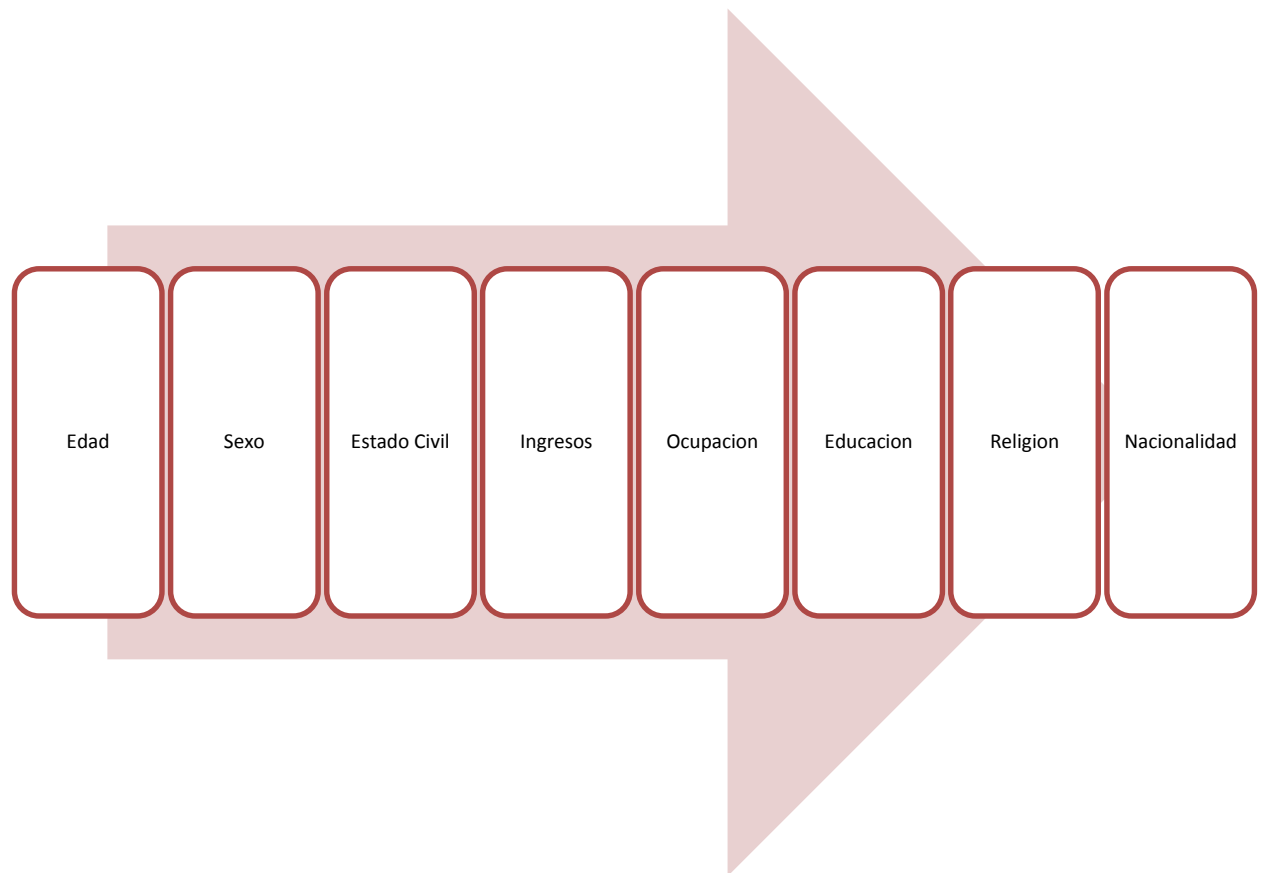 Edad
Sexo
Estado Civil
Ingresos
Ocupacion
Educacion
Religion
Nacionalidad